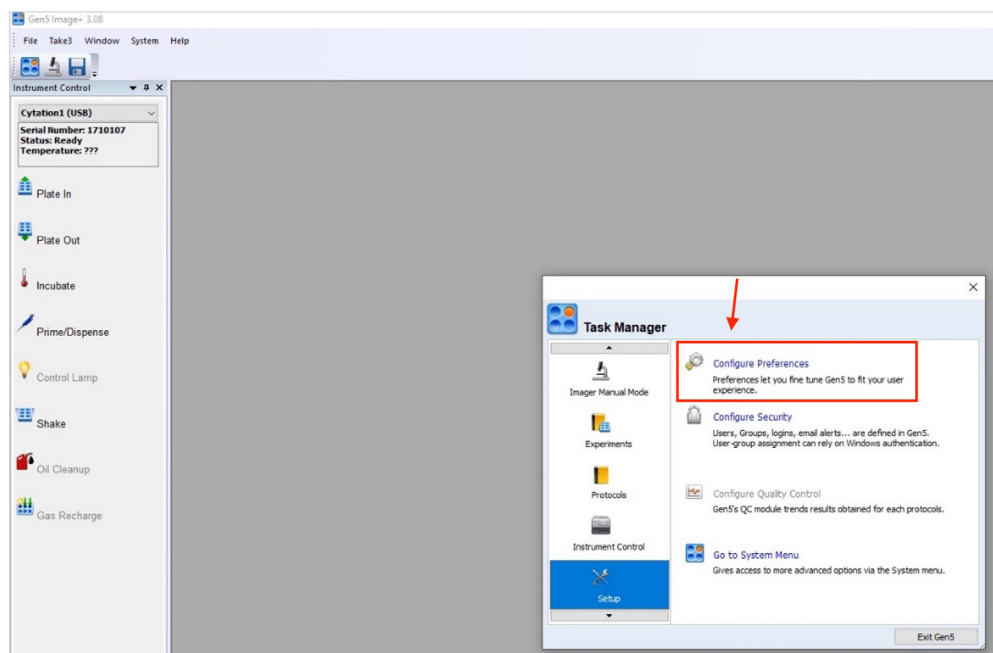 Gen5 Image+ 3.08
File Take3 Window System Help
Instrument Control
Cytation1 (USB)
Serial Number: 1710107
Status: Ready
Temperature: ???
Plate In
Plate Out
Incubate
Prime/Dispense
Control Lamp
Shake
Oil Cleanup
Gas Recharge
Task Manager
Imager Manual Mode
Experiments
Protocols
Instrument Control
Setup
Configure Preferences
Preferences let you fine tune Gen5 to fit your user
experience.
Configure Security
Users, Groups, logins, email alerts... are defined in Gen5.
User-group assignment can rely on Windows authentication.
Configure Quality Control
Gen5's QC module trends results obtained for each protocols.
Go to System Menu
Gives access to more advanced options via the System menu.
Exit Gen5